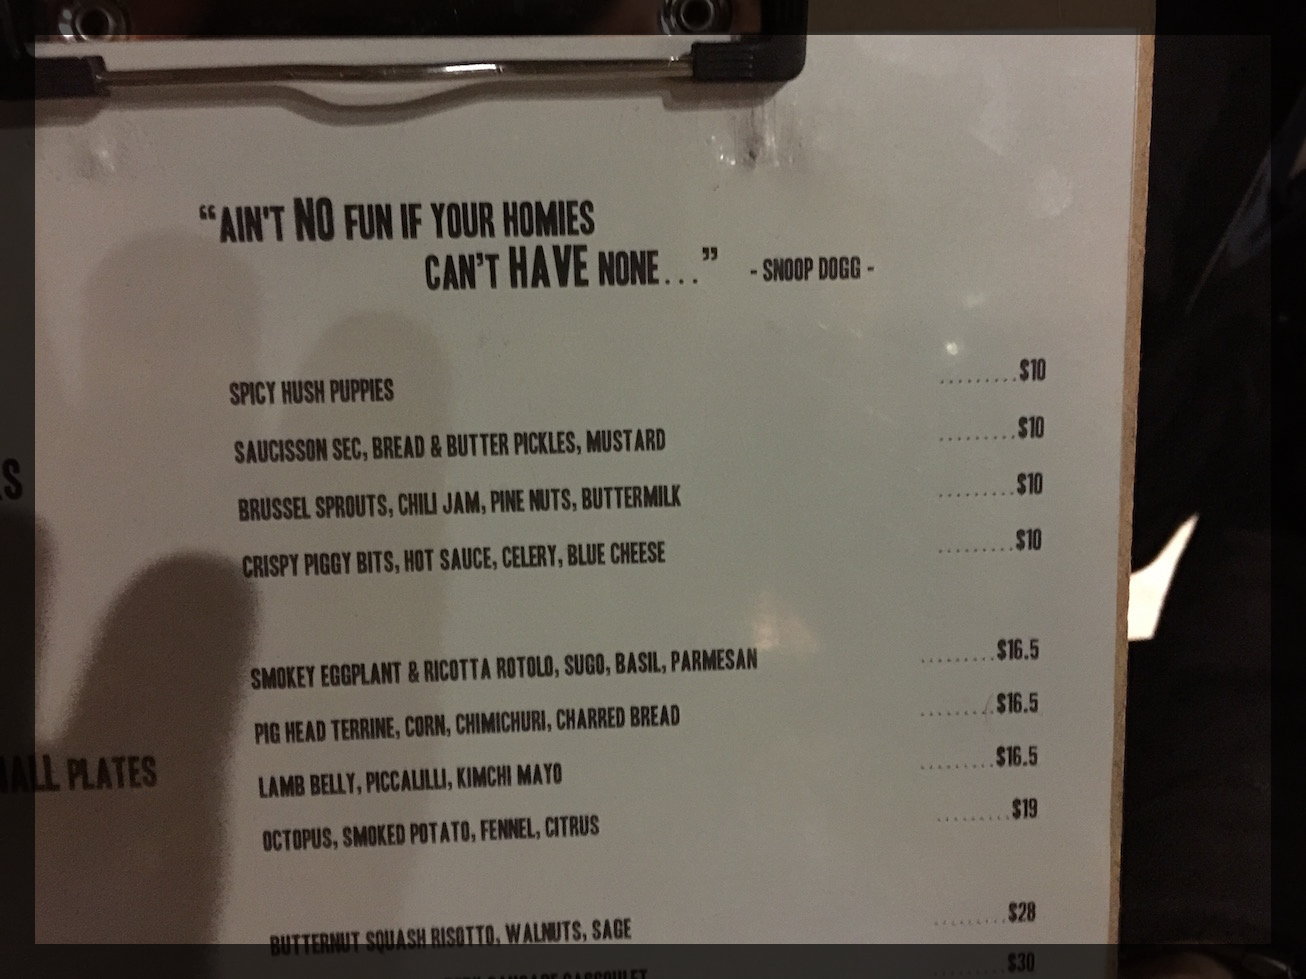 “AIN'T NO FUN IF YOUR HOMIES
CAN'T HAVE NONE...” - SNOOP DOGG -
SPICY HUSH PUPPIES .........$10
SAUCISSON SEC, BREAD & BUTTER PICKLES, MUSTARD .........$10
BRUSSEL SPROUTS, CHILI JAM, PINE NUTS, BUTTERMILK .........$10
CRISPY PIGGY BITS, HOT SAUCE, CELERY, BLUE CHEESE .........$10
SMOKEY EGGPLANT & RICOTTA ROTOLO, SUGO, BASIL, PARMESAN .........$16.5
PIG HEAD TERRINE, CORN, CHIMICHURI, CHARRED BREAD .........$16.5
LAMB BELLY, PICCALILLI, KIMCHI MAYO .........$16.5
PLATES
OCTOPUS, SMOKED POTATO, FENNEL, CITRUS .........$19
BUTTERNUT SQUASH RISOTTO, WALNUTS, SAGE .........$28
$30